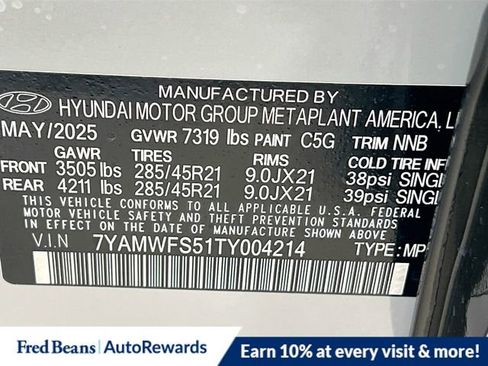 MANUFACTURED BY
HYUNDAI MOTOR GROUP METAPLANT AMERICA, L
MAY/2025 GVWR 7319 lbs PAINT C5G TRIM NNB
GAWR TIRES RIMS COLD TIRE
FRONT 3505 lbs 285/45R21 9.0JX21 38psi SINGL
REAR 4211 lbs 285/45R21 9.0JX21 39psi SINGL
THIS VEHICLE CONFORMS TO ALL APPLICABLE U.S.A. FEDERAL
MOTOR VEHICLE SAFETY, BUMPER, AND THEFT PREVENTION STANDARDS
IN EFFECT ON THE DATE OF MANUFACTURE SHOWN ABOVE.
V.I.N 7YAMWFS51TY004214 TYPE:MP
Fred Beans | AutoRewards Earn 10% at every visit & more!